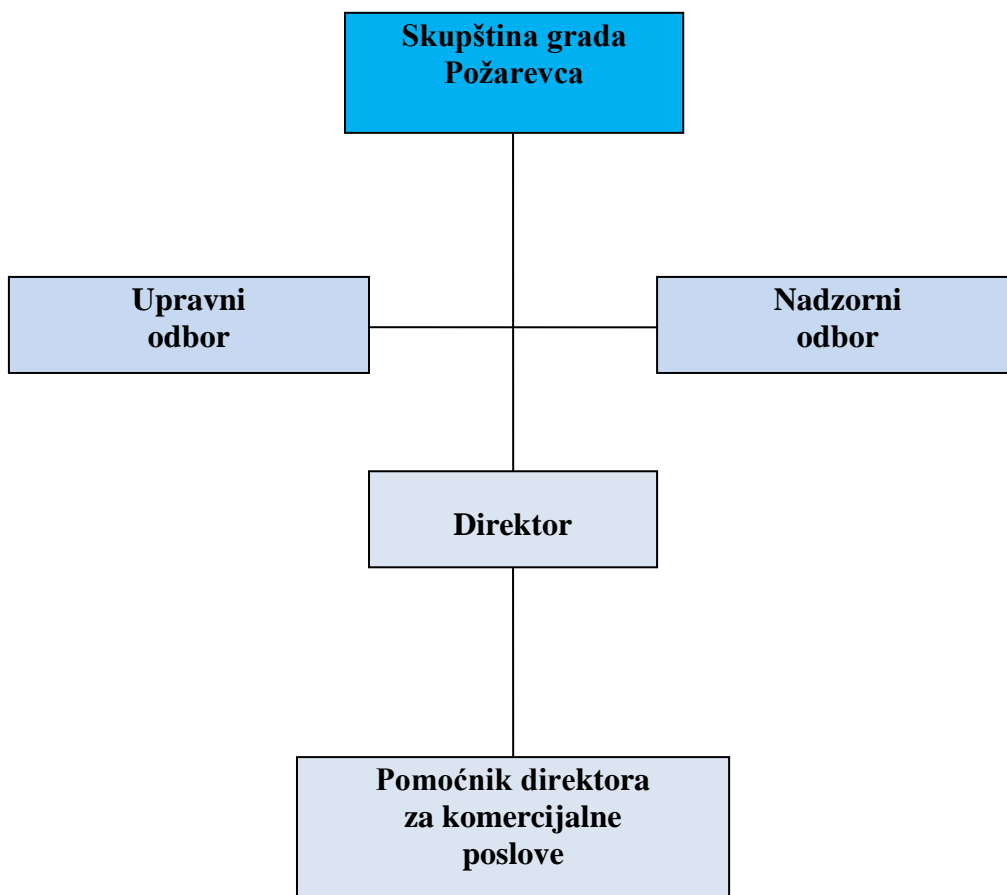 Skupština grada
Požarevca
Upravni
odbor
Nadzorni
odbor
Direktor
Pomoćnik direktora
za komercijalne
poslove